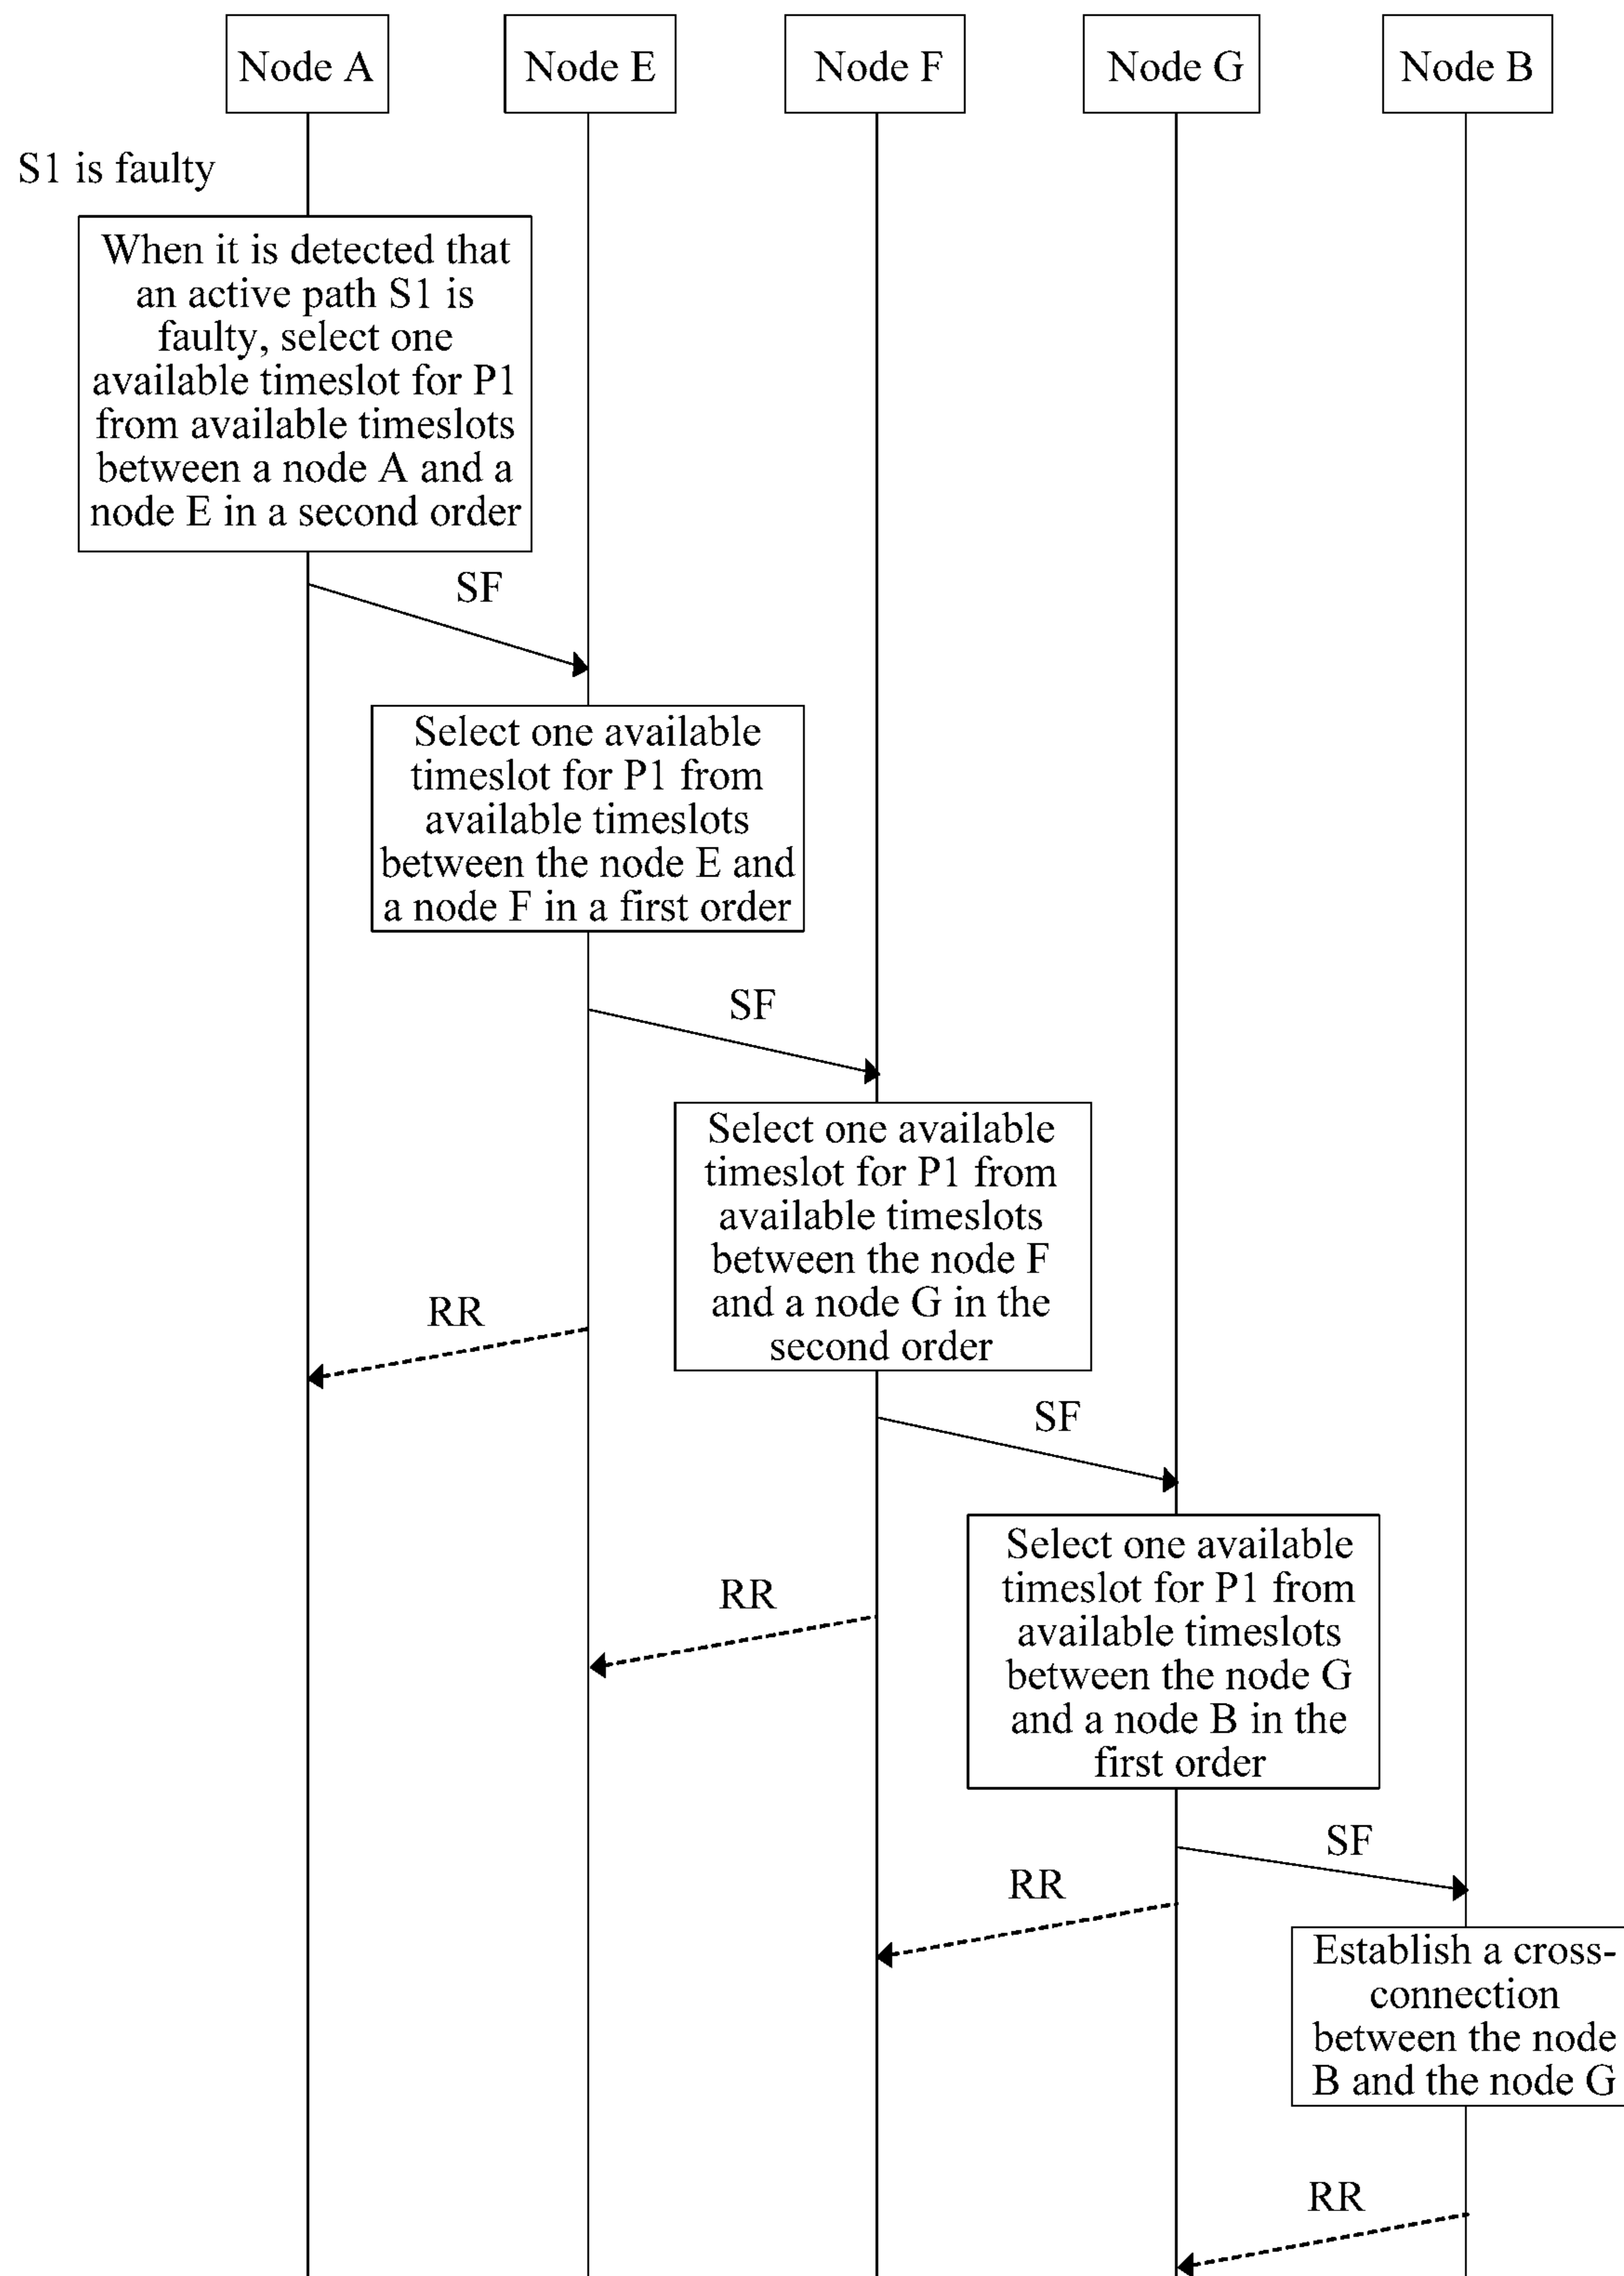 Node A
Node E
Node F
Node G
Node B
S1 is faulty
When it is detected that
an active path S1 is
faulty, select one
available timeslot for P1
from available timeslots
between a node A and a
node E in a second order
SF
Select one available
timeslot for P1 from
available timeslots
between the node E and
a node F in a first order
SF
Select one available
timeslot for P1 from
available timeslots
between the node F
and a node G in the
second order
RR
SF
Select one available
timeslot for P1 from
available timeslots
between the node G
and a node B in the
first order
RR
SF
RR
Establish a cross-
connection
between the node
B and the node G
RR